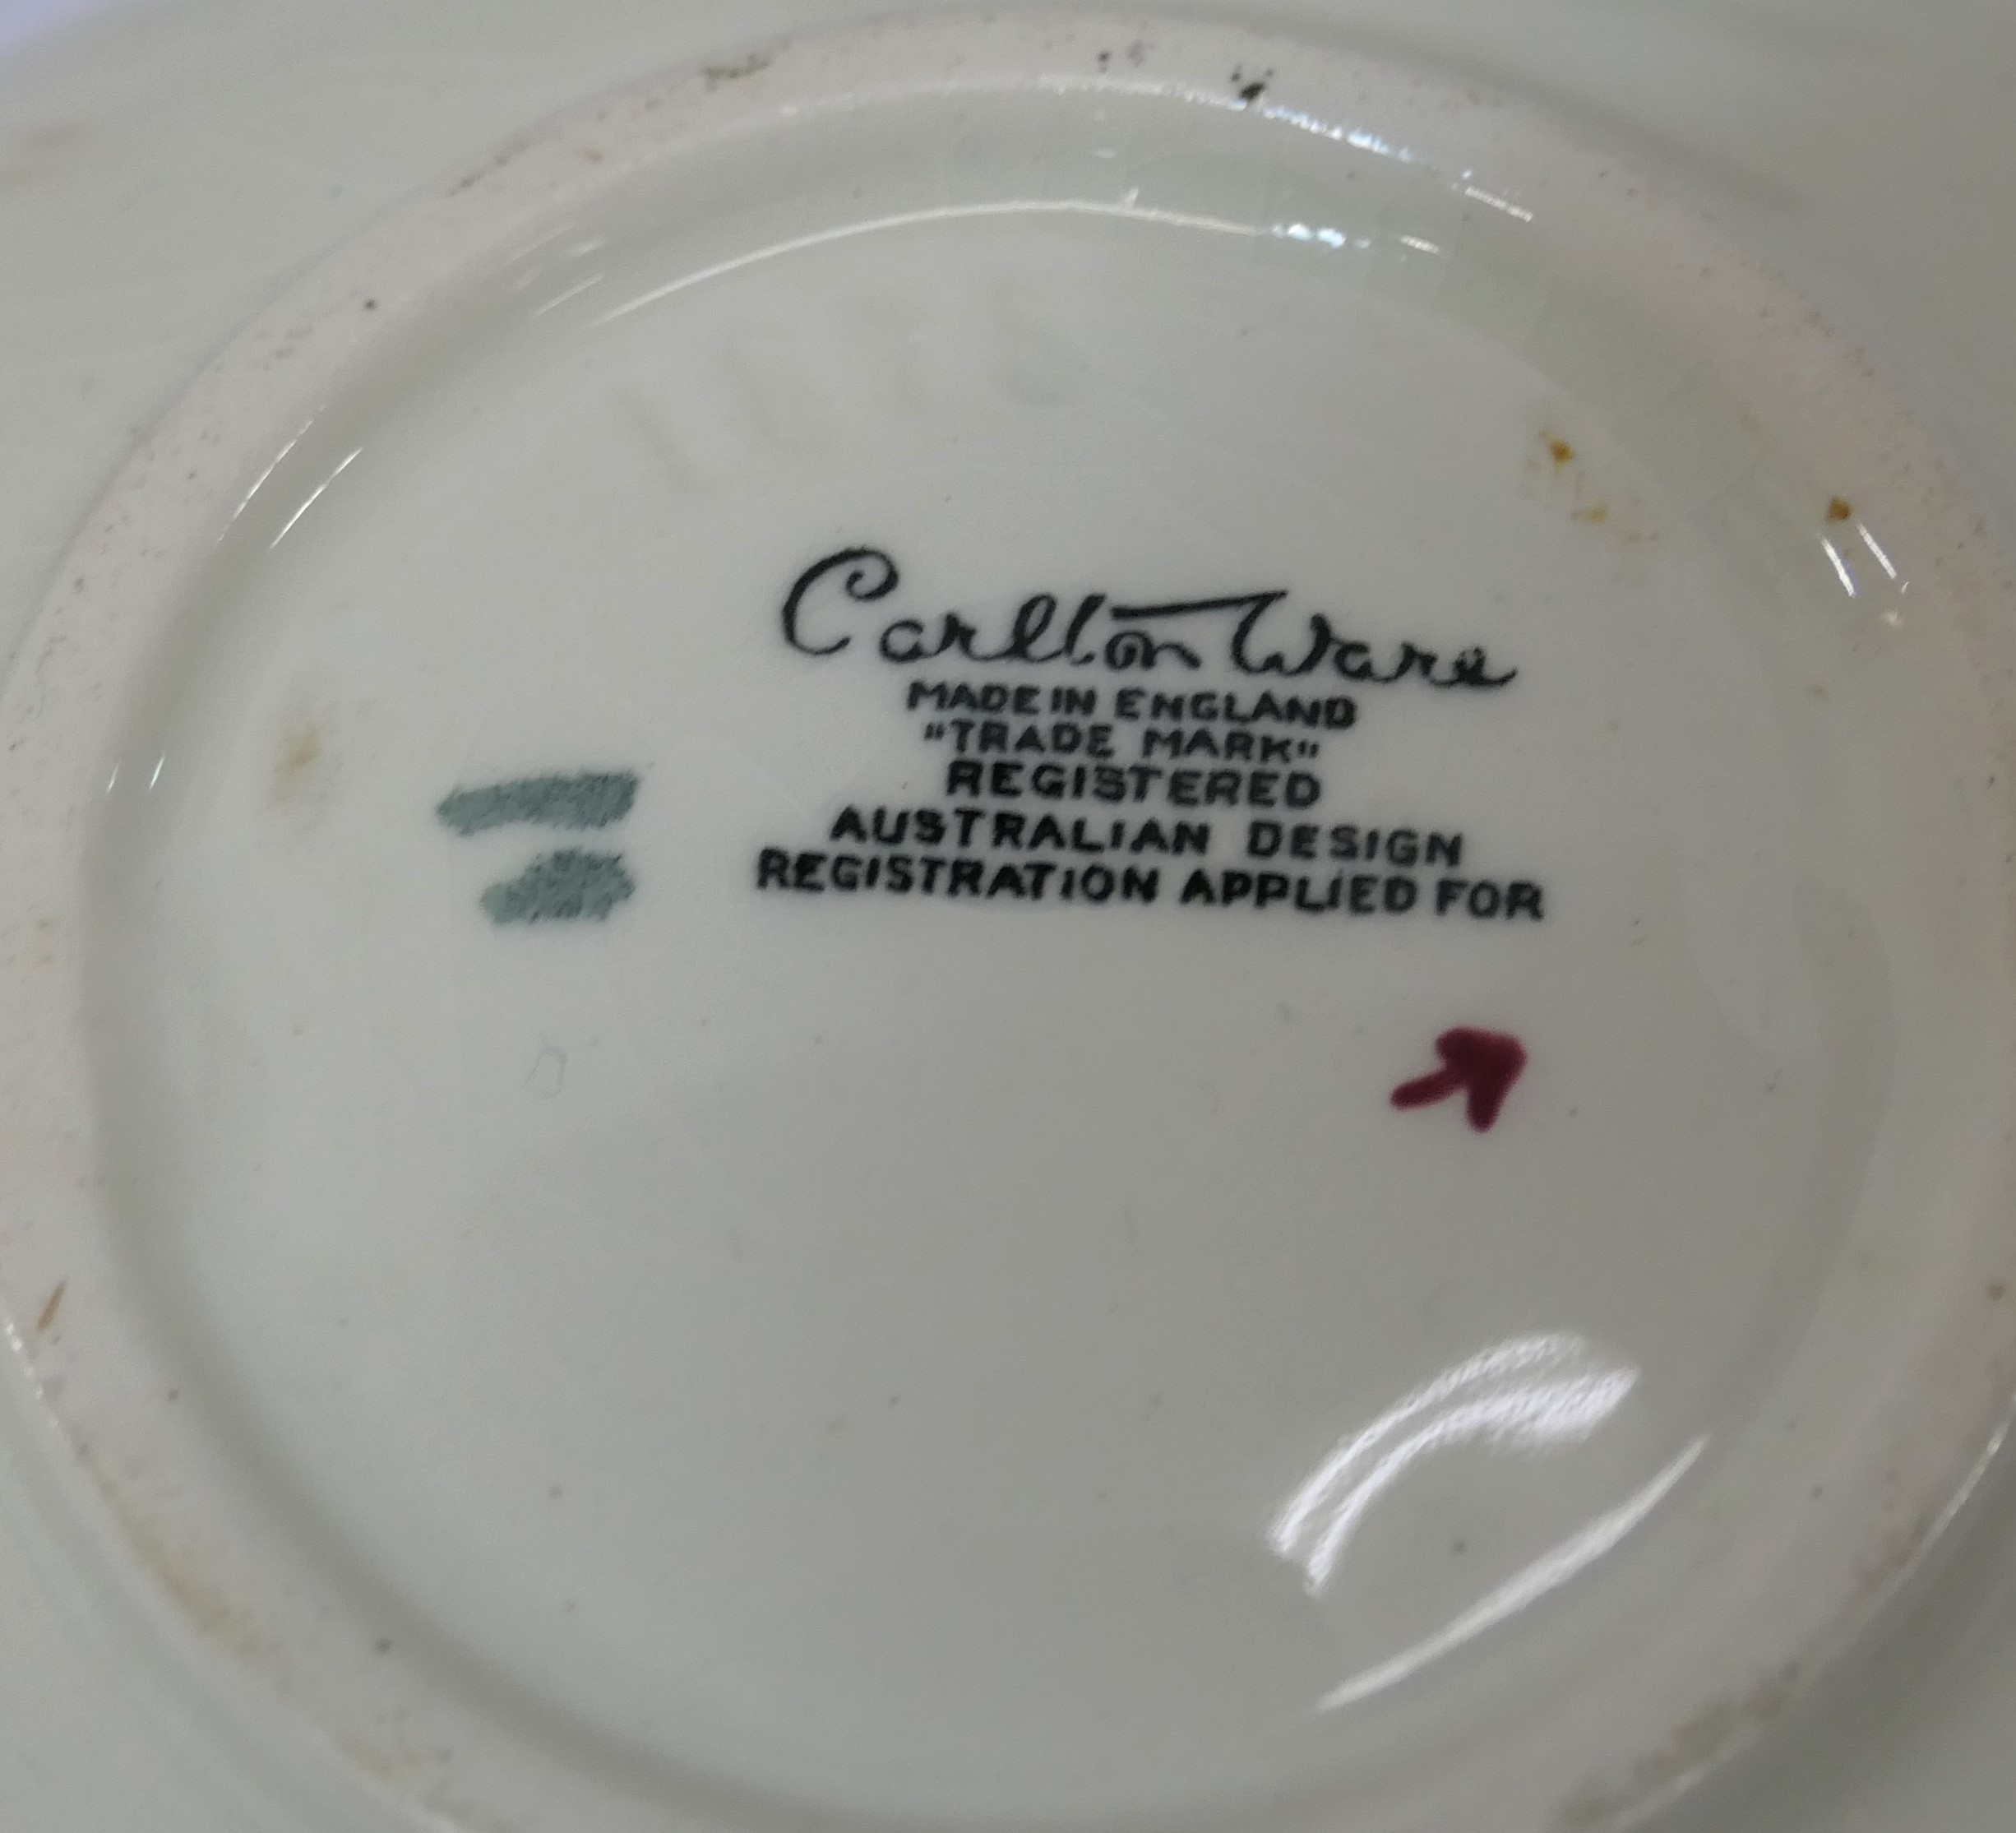 Carlton Ware
MADE IN ENGLAND
"TRADE MARK"
REGISTERED
AUSTRALIAN DESIGN
REGISTRATION APPLIED FOR